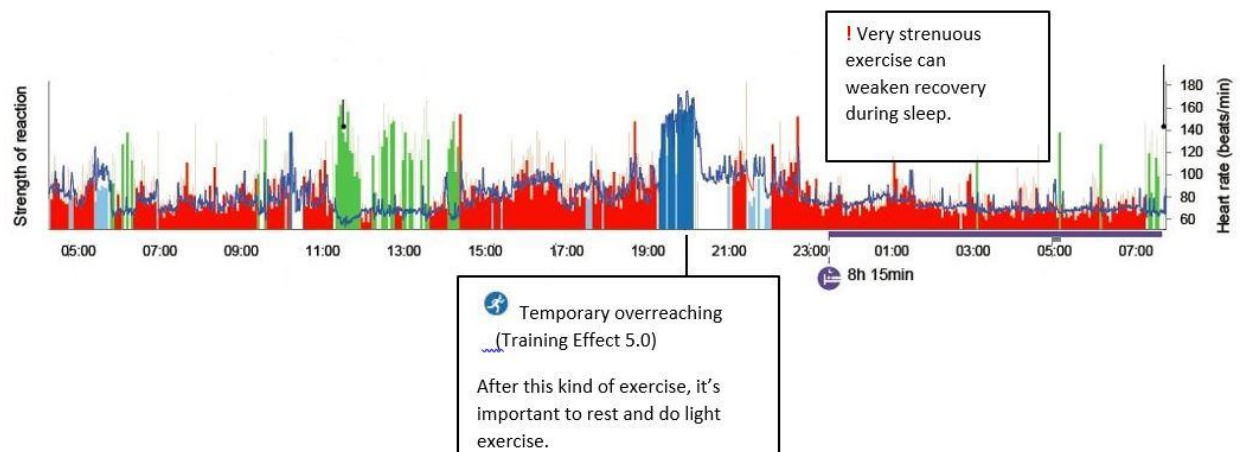 ! Very strenuous
exercise can
weaken recovery
during sleep.
Strength of reaction
180
160
140
120
100
80
60
Heart rate (beats/min)
05:00 07:00 09:00 11:00 13:00 15:00 17:00 19:00 21:00 23:00 01:00 03:00 05:00 07:00
8h 15min
Temporary overreaching
(Training Effect 5.0)
After this kind of exercise, it’s
important to rest and do light
exercise.